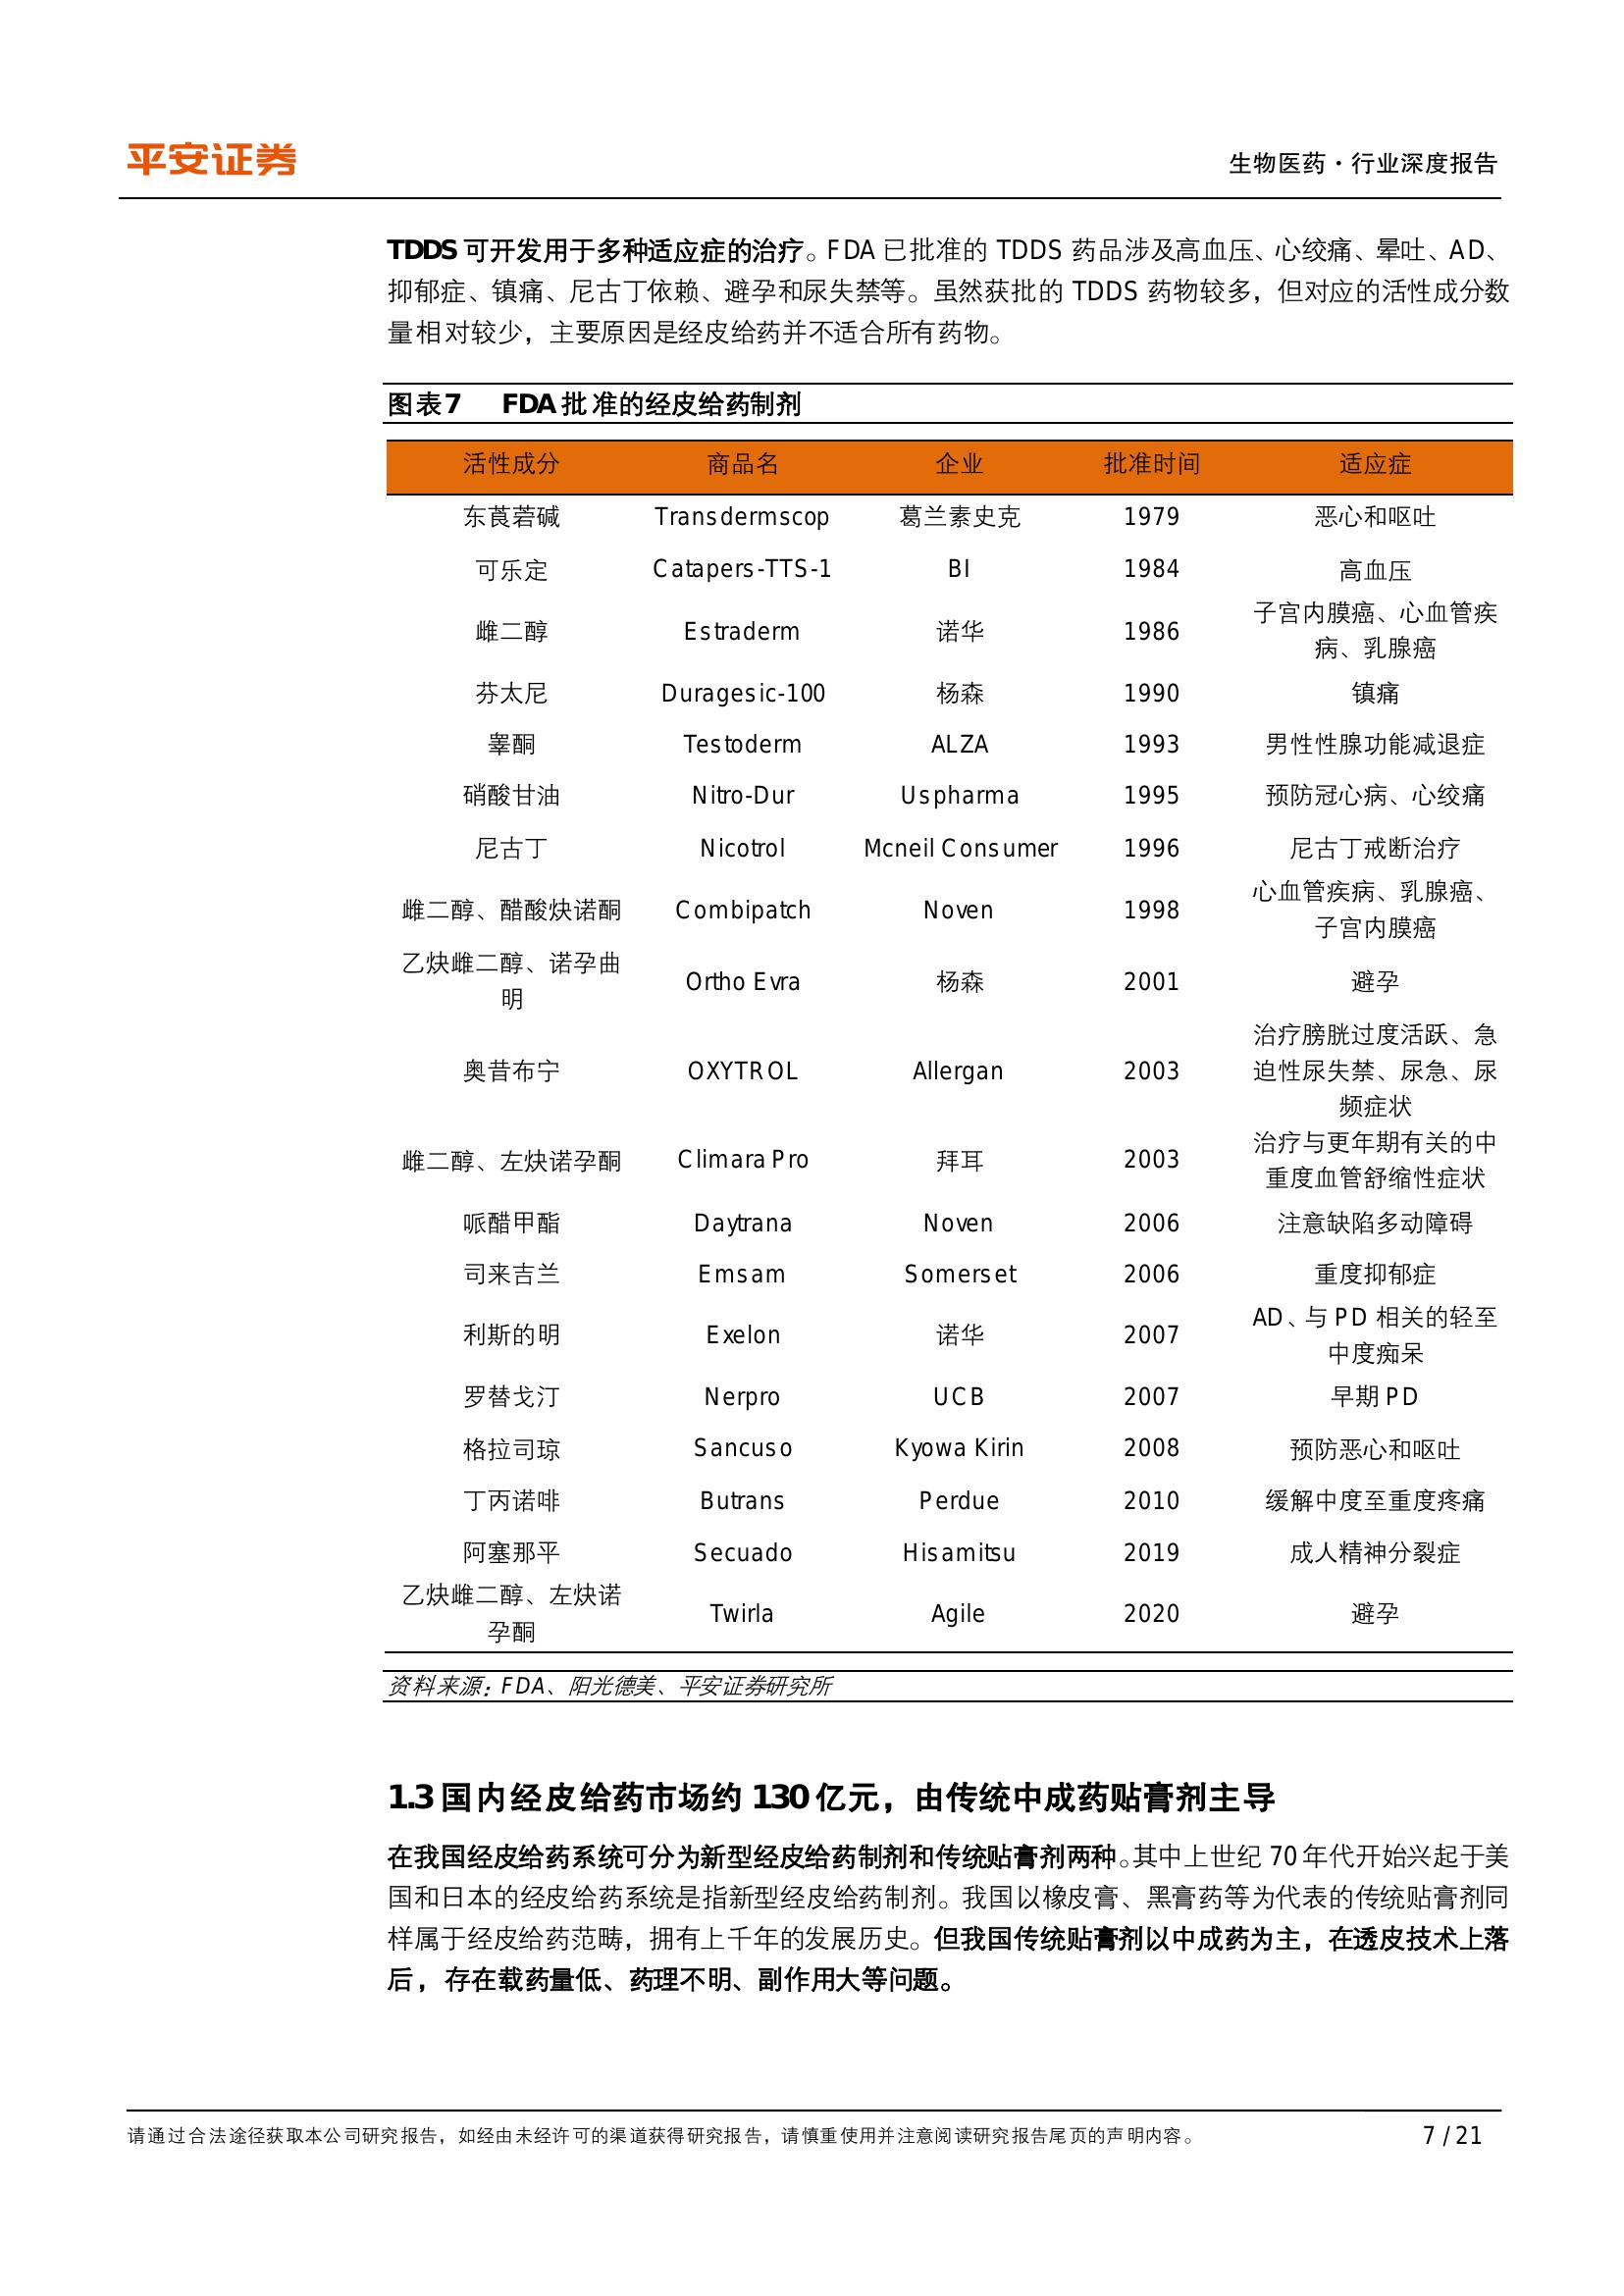 平安证券
生物医药·行业深度报告
TDDS 可开发用于多种适应症的治疗。FDA 已批准的 TDDS 药品涉及高血压、心绞痛、晕吐、AD、
抑郁症、镇痛、尼古丁依赖、避孕和尿失禁等。虽然获批的 TDDS 药物较多，但对应的活性成分数
量相对较少，主要原因是经皮给药并不适合所有药物。
图表7 FDA 批准的经皮给药制剂
活性成分 商品名 企业 批准时间 适应症
东莨若碱 Transdermscop 葛兰素史克 1979 恶心和呕吐
可乐定 Catapers-TTS-1 BI 1984 高血压
雌二醇 Estraderm 诺华 1986 子宫内膜癌、心血管疾
病、乳腺癌
芬太尼 Duragesic-100 杨森 1990 镇痛
睾酮 Testoderm ALZA 1993 男性性腺功能减退症
硝酸甘油 Nitro-Dur Uspharma 1995 预防冠心病、心绞痛
尼古丁 Nicotrol Mcneil Consumer 1996 尼古丁戒断治疗
雌二醇、醋酸炔诺酮 Combipatch Noven 1998 心血管疾病、乳腺癌、
子宫内膜癌
乙炔雌二醇、诺孕曲
明 Ortho Evra 杨森 2001 避孕
奥昔布宁 OXYTROL Allergan 2003 治疗膀胱过度活跃、急
迫性尿失禁、尿急、尿
频症状
雌二醇、左炔诺孕酮 Climara Pro 拜耳 2003 治疗与更年期有关的中
重度血管舒缩性症状
哌醋甲酯 Daytrana Noven 2006 注意缺陷多动障碍
司来吉兰 Emsam Somerset 2006 重度抑郁症
利斯的明 Exelon 诺华 2007 AD、与 PD 相关的轻至
中度痴呆
罗替戈汀 Nerpro UCB 2007 早期 PD
格拉司琼 Sancuso Kyowa Kirin 2008 预防恶心和呕吐
丁丙诺啡 Butrans Perdue 2010 缓解中度至重度疼痛
阿塞那平 Secuado Hisamitsu 2019 成人精神分裂症
乙炔雌二醇、左炔诺
孕酮 Twirla Agile 2020 避孕
资料来源：FDA、阳光德美、平安证券研究所
1.3 国内经皮给药市场约 130 亿元，由传统中成药贴膏剂主导
在我国经皮给药系统可分为新型经皮给药制剂和传统贴膏剂两种。其中上世纪 70 年代开始兴起于美
国和日本的经皮给药系统是指新型经皮给药制剂。我国以橡皮膏、黑膏药等为代表的传统贴膏剂同
样属于经皮给药范畴，拥有上千年的发展历史。但我国传统贴膏剂以中成药为主，在透皮技术上落
后，存在载药量低、药理不明、副作用大等问题。
请通过合法途径获取本公司研究报告，如经由未经许可的渠道获得研究报告，请慎重使用并注意阅读研究报告尾页的声明内容。
7 / 21